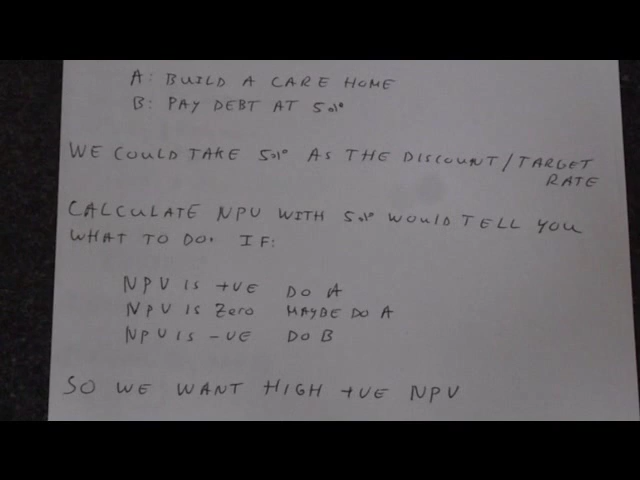 A: BUILD A CARE HOME
B: PAY DEBT AT 5%
WE COULD TAKE 5% AS THE DISCOUNT/TARGET
RATE
CALCULATE NPV WITH 5% WOULD TELL YOU
WHAT TO DO. IF:
NPV IS +VE DO A
NPV IS Zero MAYBE DO A
NPV IS -VE DO B
SO WE WANT HIGH +VE NPV